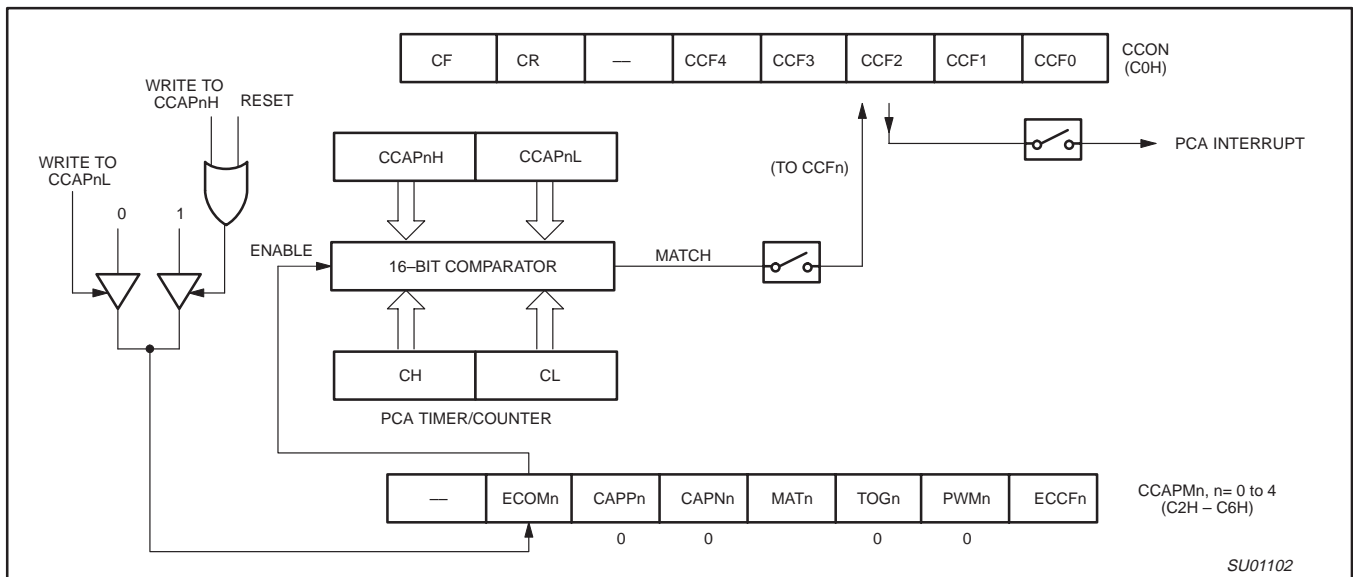 CF CR — CCF4 CCF3 CCF2 CCF1 CCF0
CCON
(C0H)
WRITE TO
CCAPnH
RESET
WRITE TO
CCAPnL
0 1
CCAPnH CCAPnL
(TO CCFn)
PCA INTERRUPT
ENABLE
16–BIT COMPARATOR
MATCH
CH CL
PCA TIMER/COUNTER
— ECOMn CAPPn CAPNn MATn TOGn PWMn ECCFn
CCAPMn, n= 0 to 4
(C2H – C6H)
0 0 0 0
SU01102